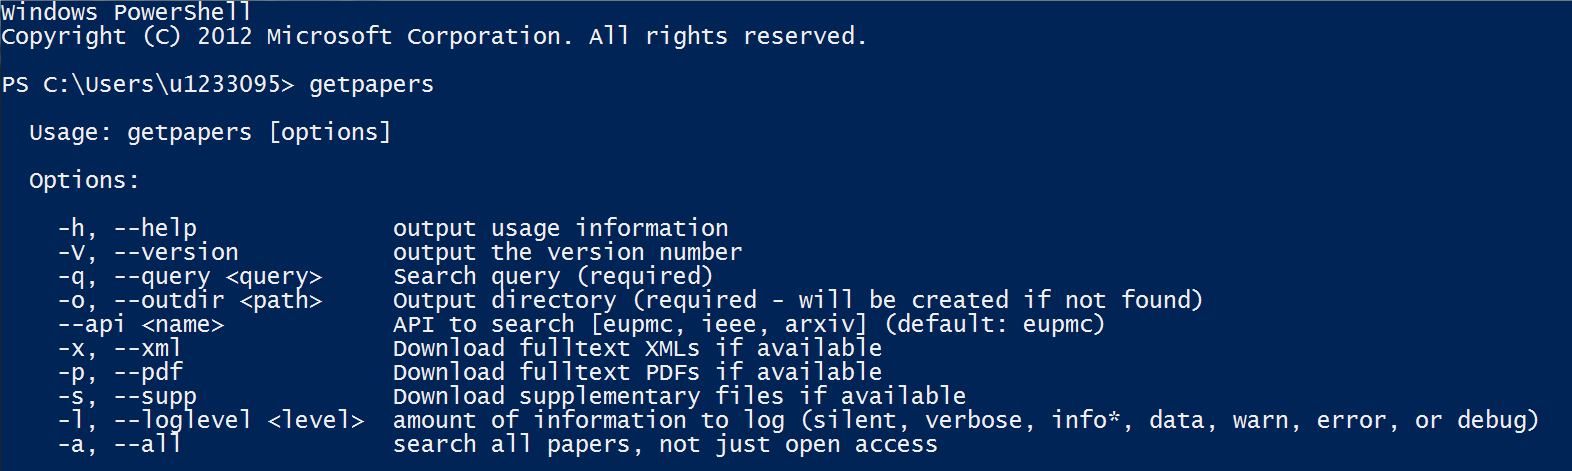 Windows PowerShell
Copyright (C) 2012 Microsoft Corporation. All rights reserved.
PS C:\Users\u1233095> getpapers
Usage: getpapers [options]
Options:
-h, --help output usage information
-V, --version output the version number
-q, --query <query> Search query (required)
-o, --outdir <path> Output directory (required - will be created if not found)
--api <name> API to search [eupmc, ieee, arxiv] (default: eupmc)
-x, --xml Download fulltext XMLs if available
-p, --pdf Download fulltext PDFs if available
-s, --supp Download supplementary files if available
-l, --loglevel <level> amount of information to log (silent, verbose, info*, data, warn, error, or debug)
-a, --all search all papers, not just open access